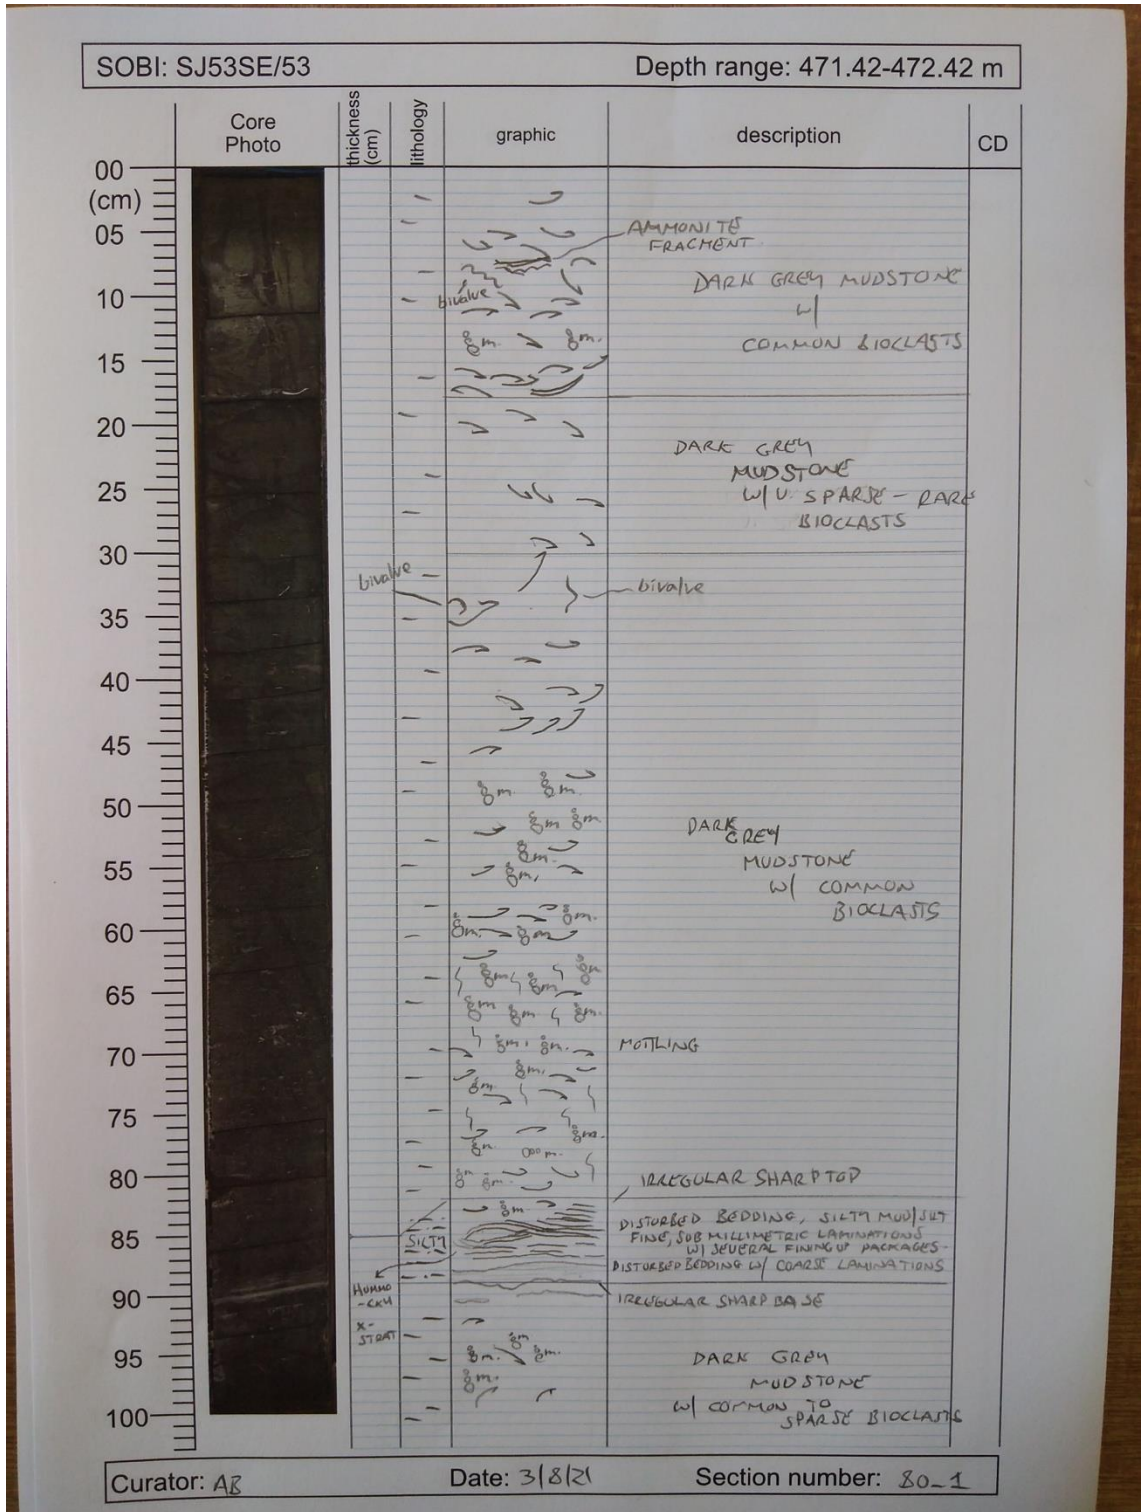 SOBI: SJ53SE/53
Depth range: 471.42-472.42 m
Core
Photo
thickness
(cm)
lithology
graphic
description
CD
00
(cm)
05
10
15
20
25
30
35
40
45
50
55
60
65
70
75
80
85
90
95
100
AMMONITE
FRAGMENT
bivalve
DARK GREY MUDSTONE
W/
COMMON BIOCLASTS
m.
m.
DARK GREY
MUDSTONE
W/ V. SPARSE - RARE
BIOCLASTS
bivalve
bivalve
m.
m.
m
m.
m.
m.
DARK
GREY
MUDSTONE
W/ COMMON
BIOCLASTS
m.
m.
m
m
m
m
m
m
m.
m.
m.
MOTTLING
m.
m.
m.
m
m.
m
m.
IRREGULAR SHARP TOP
m.
DISTURBED BEDDING, SILTY MUD/SILT
FINE, SUB MILLIMETRIC LAMINATIONS
W/ SEVERAL FINING UP PACKAGES.
SILTY
DISTURBED BEDDING W/ COARSE LAMINATIONS
HUMMO
-CKY
X-
STRAT
IRREGULAR SHARP BASE
m
m.
m.
m.
DARK GREY
MUDSTONE
W/ COMMON TO
SPARSE BIOCLASTS
Curator: AB
Date: 3/8/21
Section number: 80_1